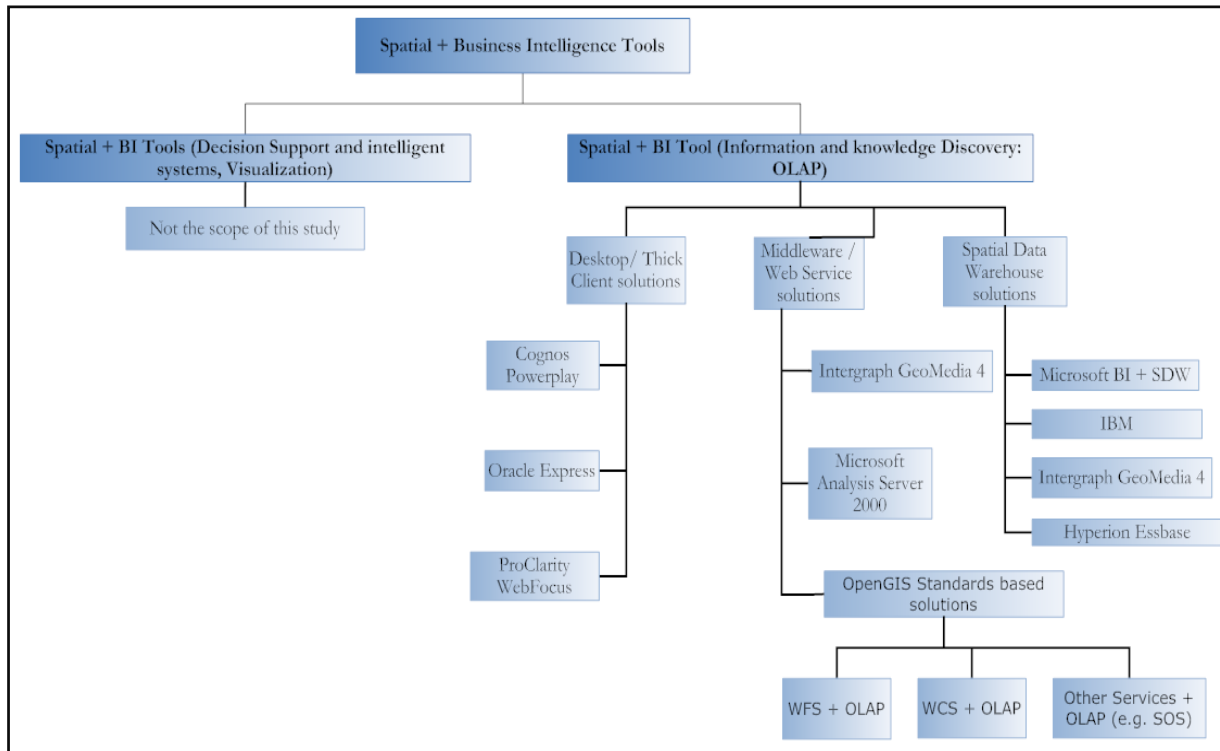 Spatial + Business Intelligence Tools
Spatial + BI Tools (Decision Support and intelligent
systems, Visualization)
Not the scope of this study
Spatial + BI Tool (Information and knowledge Discovery:
OLAP)
Desktop/ Thick
Client solutions
Cognos
Powerplay
Oracle Express
ProClarity
WebFocus
Middleware /
Web Service
solutions
Intergraph GeoMedia 4
Microsoft
Analysis Server
2000
OpenGIS Standards based
solutions
WFS + OLAP
WCS + OLAP
Other Services +
OLAP (e.g. SOS)
Spatial Data
Warehouse
solutions
Microsoft BI + SDW
IBM
Intergraph GeoMedia 4
Hyperion Essbase